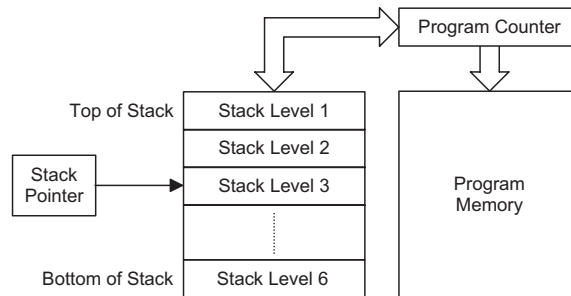 Program Counter
Top of Stack
Stack Level 1
Stack Level 2
Stack
Pointer
Stack Level 3
Program
Memory
Bottom of Stack
Stack Level 6